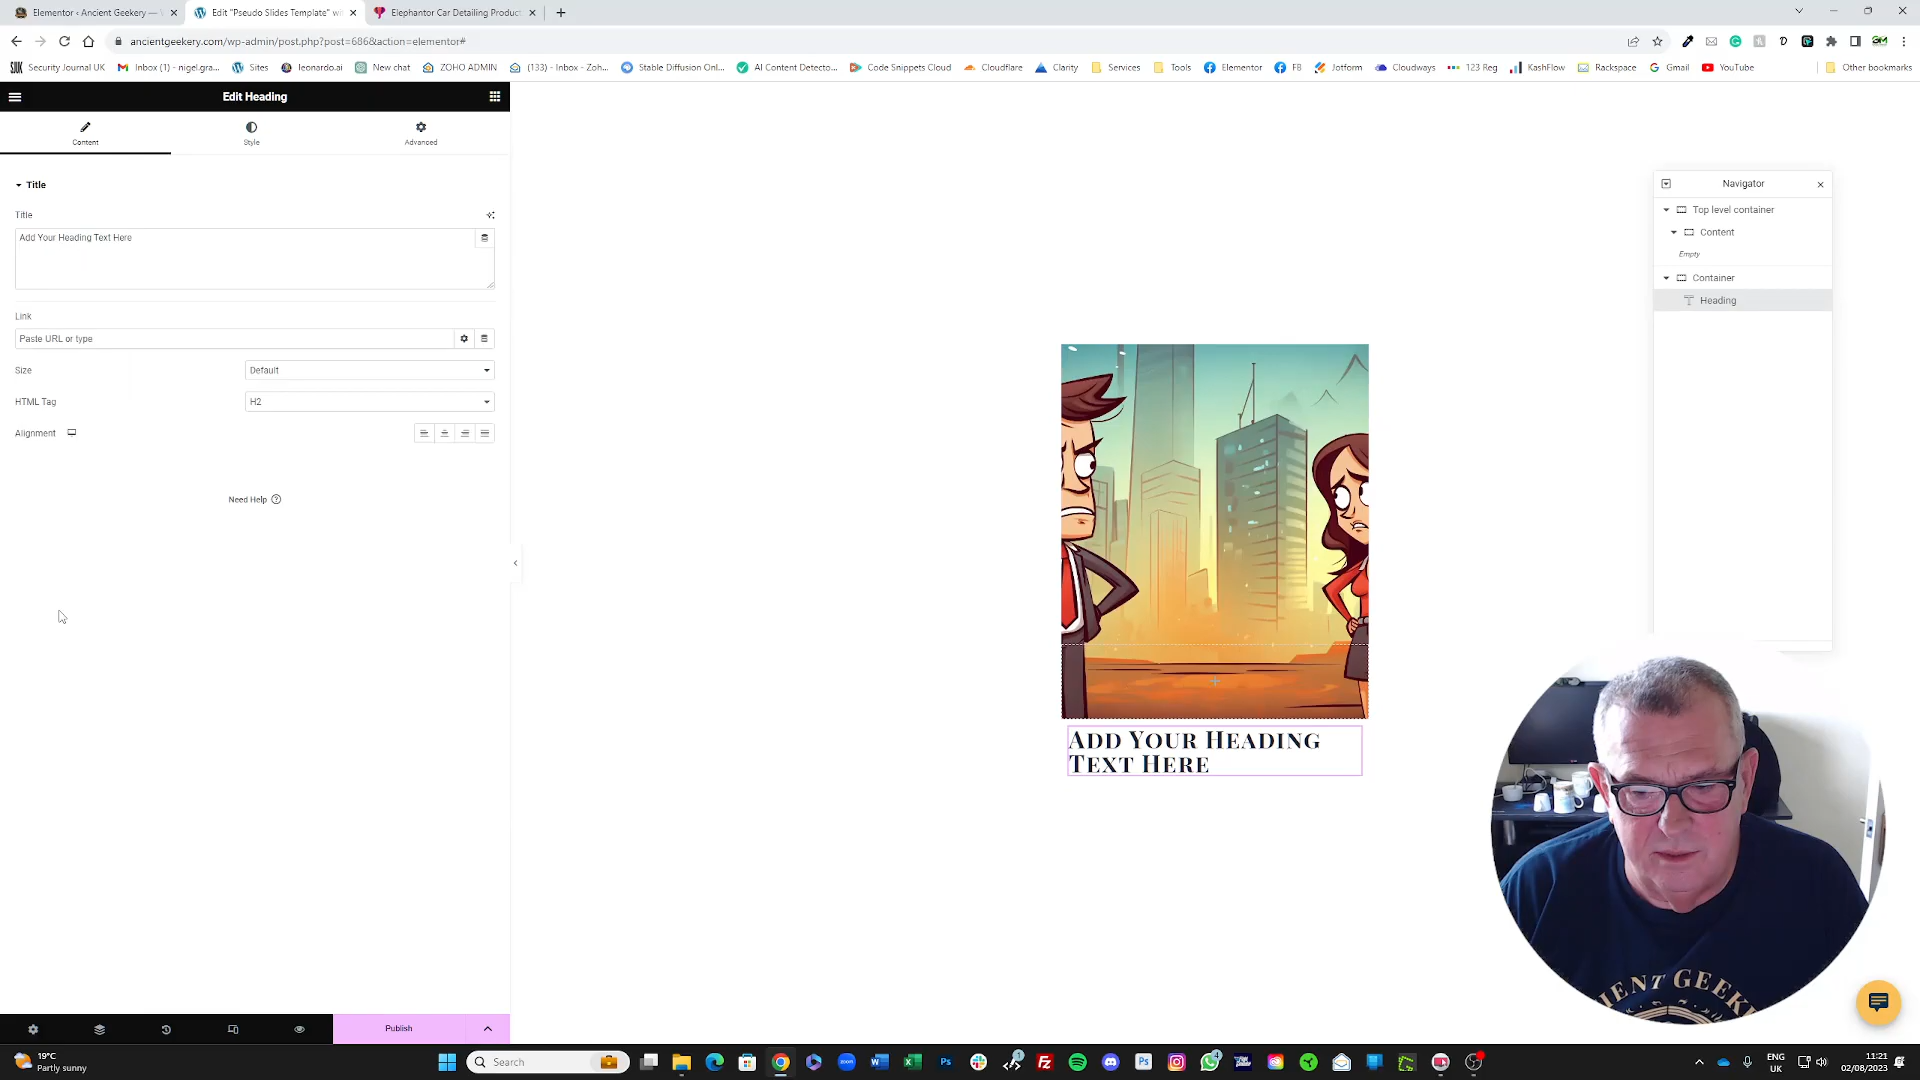 Elementor ‹ Ancient Geekery —
Edit "Pseudo Slides Template" wi
Elephantor Car Detailing Product
ancientgeekery.com/wp-admin/post.php?post=686&action=elementor#
SJUK Security Journal UK
Inbox (1) - nigel.gra...
Sites
leonardo.ai
New chat
ZOHO ADMIN
(133) - Inbox - Zoh...
Stable Diffusion Onl...
AI Content Detecto...
Code Snippets Cloud
Cloudflare
Clarity
Services
Tools
Elementor
FB
Jotform
Cloudways
123 Reg
KashFlow
Rackspace
Gmail
YouTube
Other bookmarks
Edit Heading
Content
Style
Advanced
Title
Title
Add Your Heading Text Here
Link
Paste URL or type
Size
Default
HTML Tag
H2
Alignment
Need Help
Publish
Navigator
Top level container
Content
Empty
Container
Heading
Add Your Heading
Text Here
19°C
Partly sunny
Search
ENG
UK
11:21
02/08/2023